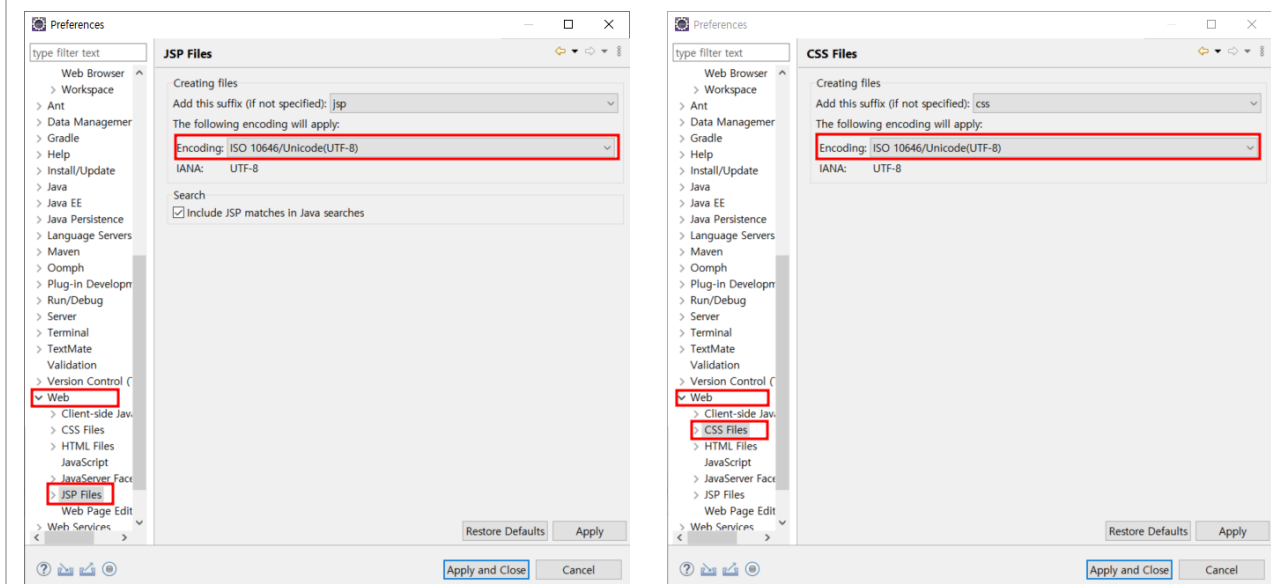 Preferences
type filter text
Web Browser
Workspace
Ant
Data Managemer
Gradle
Help
Install/Update
Java
Java EE
Java Persistence
Language Servers
Maven
Oomph
Plug-in Developm
Run/Debug
Server
Terminal
TextMate
Validation
Version Control (
Web
Client-side Java
CSS Files
HTML Files
JavaScript
JavaServer Face
JSP Files
Web Page Edit
Web Services
JSP Files
Creating files
Add this suffix (if not specified): jsp
The following encoding will apply:
Encoding: ISO 10646/Unicode(UTF-8)
IANA: UTF-8
Search
Include JSP matches in Java searches
Restore Defaults Apply
Apply and Close Cancel
Preferences
type filter text
Web Browser
Workspace
Ant
Data Managemer
Gradle
Help
Install/Update
Java
Java EE
Java Persistence
Language Servers
Maven
Oomph
Plug-in Developm
Run/Debug
Server
Terminal
TextMate
Validation
Version Control (
Web
Client-side Java
CSS Files
HTML Files
JavaScript
JavaServer Face
JSP Files
Web Page Edit
Web Services
CSS Files
Creating files
Add this suffix (if not specified): css
The following encoding will apply:
Encoding: ISO 10646/Unicode(UTF-8)
IANA: UTF-8
Restore Defaults Apply
Apply and Close Cancel